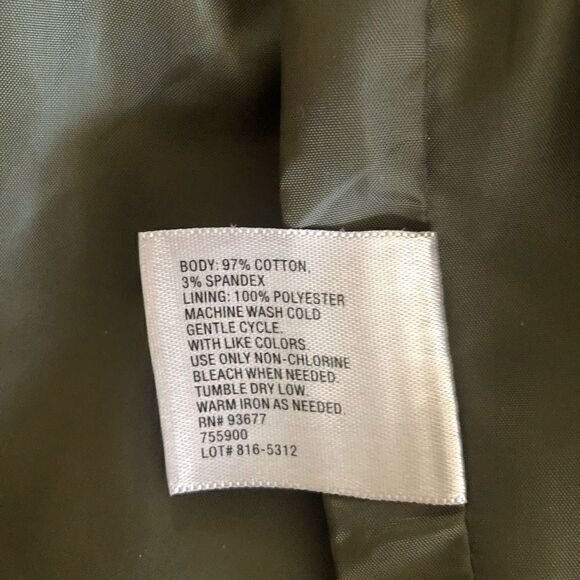 BODY: 97% COTTON,
3% SPANDEX
LINING: 100% POLYESTER
MACHINE WASH COLD
GENTLE CYCLE.
WITH LIKE COLORS.
USE ONLY NON-CHLORINE
BLEACH WHEN NEEDED.
TUMBLE DRY LOW.
WARM IRON AS NEEDED.
RN# 93677
755900
LOT# 816-5312